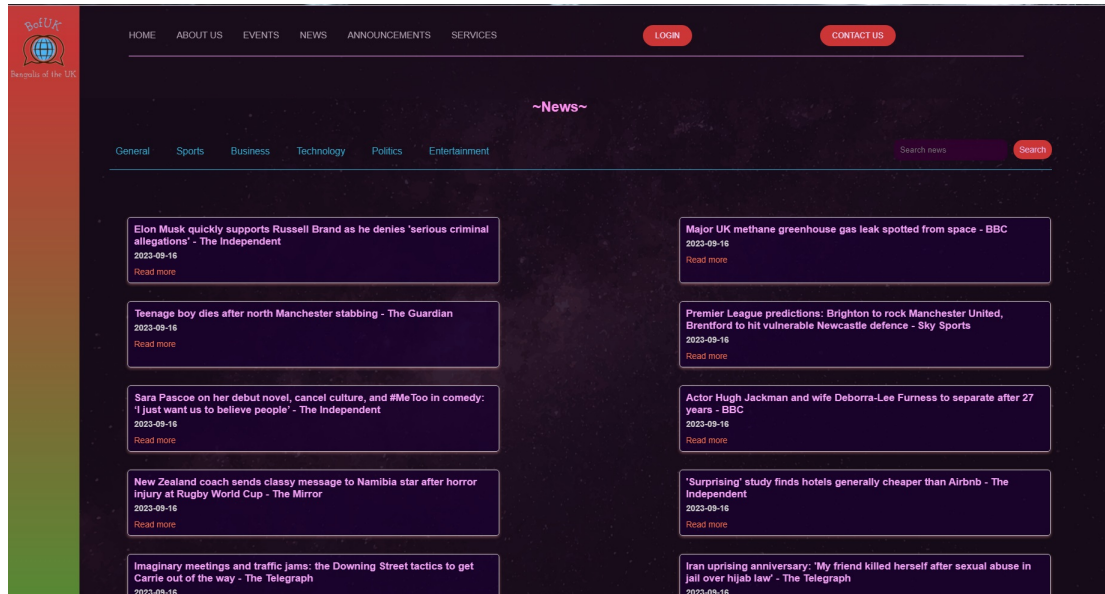 BofUK
Bengalis of the UK
HOME ABOUT US EVENTS NEWS ANNOUNCEMENTS SERVICES LOGIN CONTACT US
~News~
General Sports Business Technology Politics Entertainment Search news Search
Elon Musk quickly supports Russell Brand as he denies 'serious criminal
allegations' - The Independent
2023-09-16
Read more
Major UK methane greenhouse gas leak spotted from space - BBC
2023-09-16
Read more
Teenage boy dies after north Manchester stabbing - The Guardian
2023-09-16
Read more
Premier League predictions: Brighton to rock Manchester United,
Brentford to hit vulnerable Newcastle defence - Sky Sports
2023-09-16
Read more
Sara Pascoe on her debut novel, cancel culture, and #MeToo in comedy:
‘I just want us to believe people’ - The Independent
2023-09-16
Read more
Actor Hugh Jackman and wife Deborra-Lee Furness to separate after 27
years - BBC
2023-09-16
Read more
New Zealand coach sends classy message to Namibia star after horror
injury at Rugby World Cup - The Mirror
2023-09-16
Read more
'Surprising' study finds hotels generally cheaper than Airbnb - The
Independent
2023-09-16
Read more
Imaginary meetings and traffic jams: the Downing Street tactics to get
Carrie out of the way - The Telegraph
2023-09-16
Iran uprising anniversary: 'My friend killed herself after sexual abuse in
jail over hijab law' - The Telegraph
2023-09-16